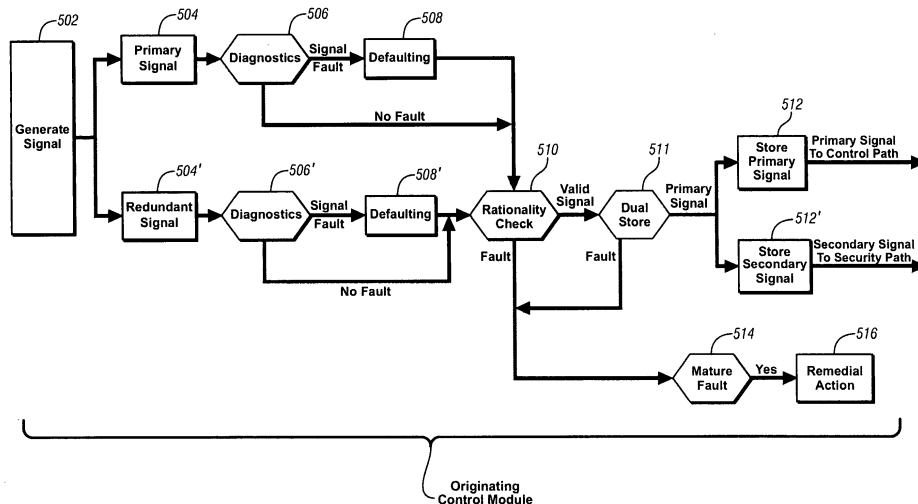 502
504
506
508
Primary
Signal
Diagnostics
Signal
Fault
Defaulting
No Fault
Generate
Signal
504'
506'
508'
510
511
512
Redundant
Signal
Diagnostics
Signal
Fault
Defaulting
No Fault
Rationality
Check
Valid
Signal
Fault
Dual
Store
Fault
Primary
Signal
Store
Primary
Signal
Primary Signal
To Control Path
512'
Store
Secondary
Signal
Secondary Signal
To Security Path
514
516
Mature
Fault
Yes
Remedial
Action
Originating
Control Module